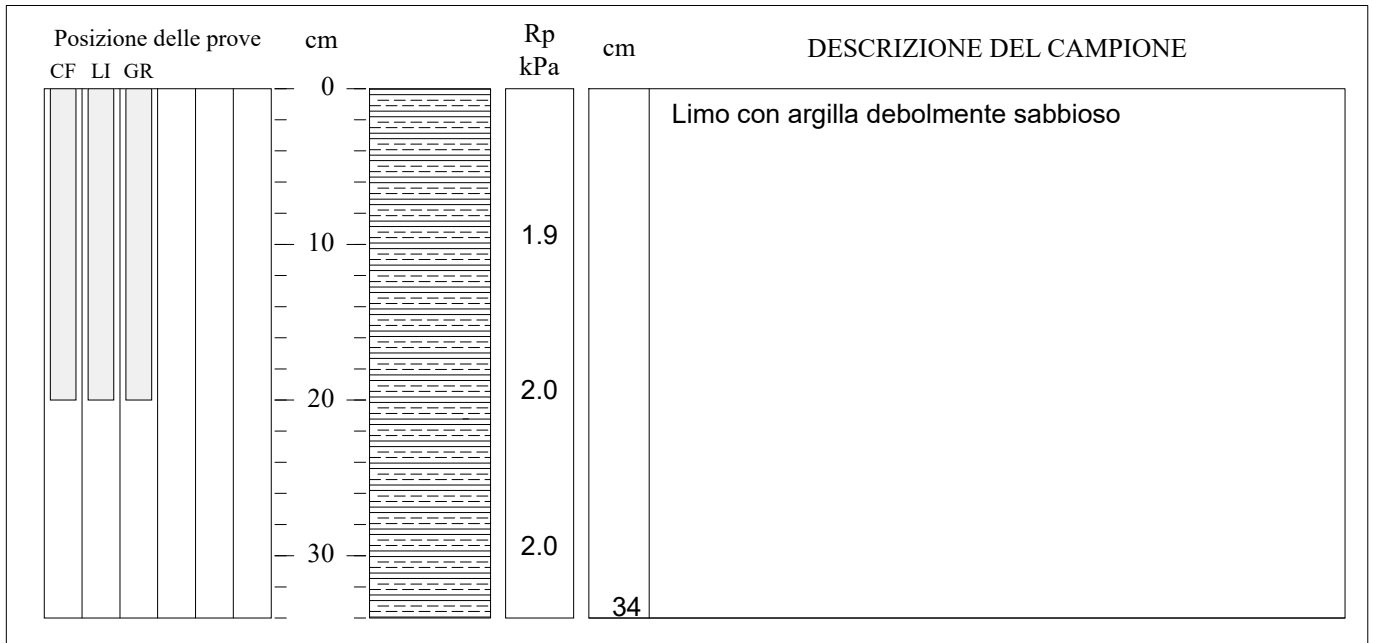 Posizione delle prove
cm
Rp
kPa
cm
DESCRIZIONE DEL CAMPIONE
CF LI GR
0
Limo con argilla debolmente sabbioso
10
1.9
20
2.0
30
2.0
34